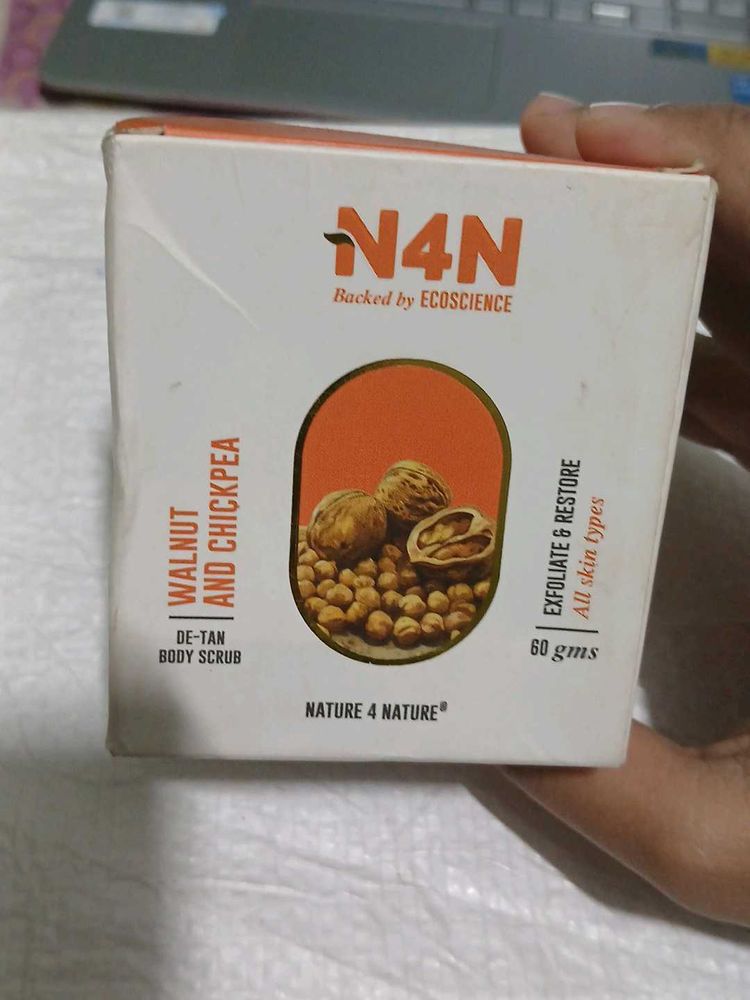 N4N
Backed by ECOSCIENCE
WALNUT
AND CHICKPEA
DE-TAN
BODY SCRUB
EXFOLIATE & RESTORE
All skin types
60 gms
NATURE 4 NATURE®